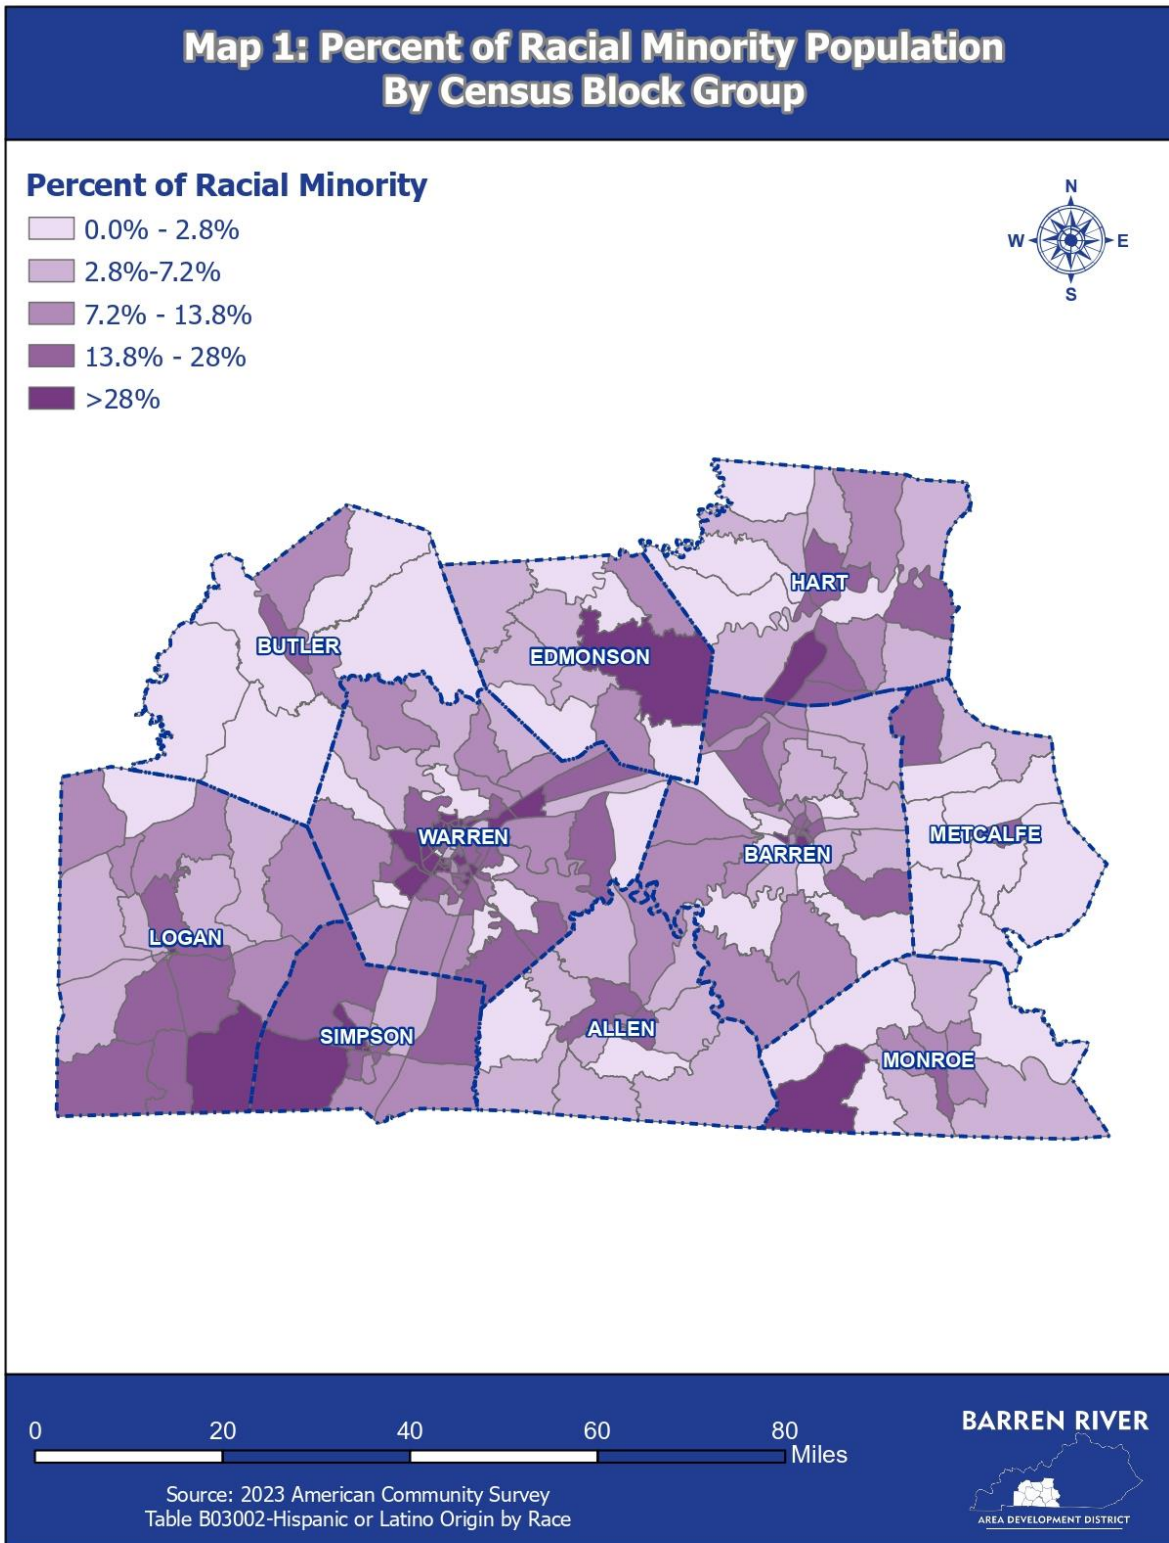 Map 1: Percent of Racial Minority Population
By Census Block Group
Percent of Racial Minority
0.0% - 2.8%
2.8%-7.2%
7.2% - 13.8%
13.8% - 28%
>28%
N
W
E
S
HART
BUTLER
EDMONSON
WARREN
METCALFE
BARREN
LOGAN
ALLEN
SIMPSON
MONROE
0 20 40 60 80
Miles
Source: 2023 American Community Survey
Table B03002-Hispanic or Latino Origin by Race
BARREN RIVER
AREA DEVELOPMENT DISTRICT